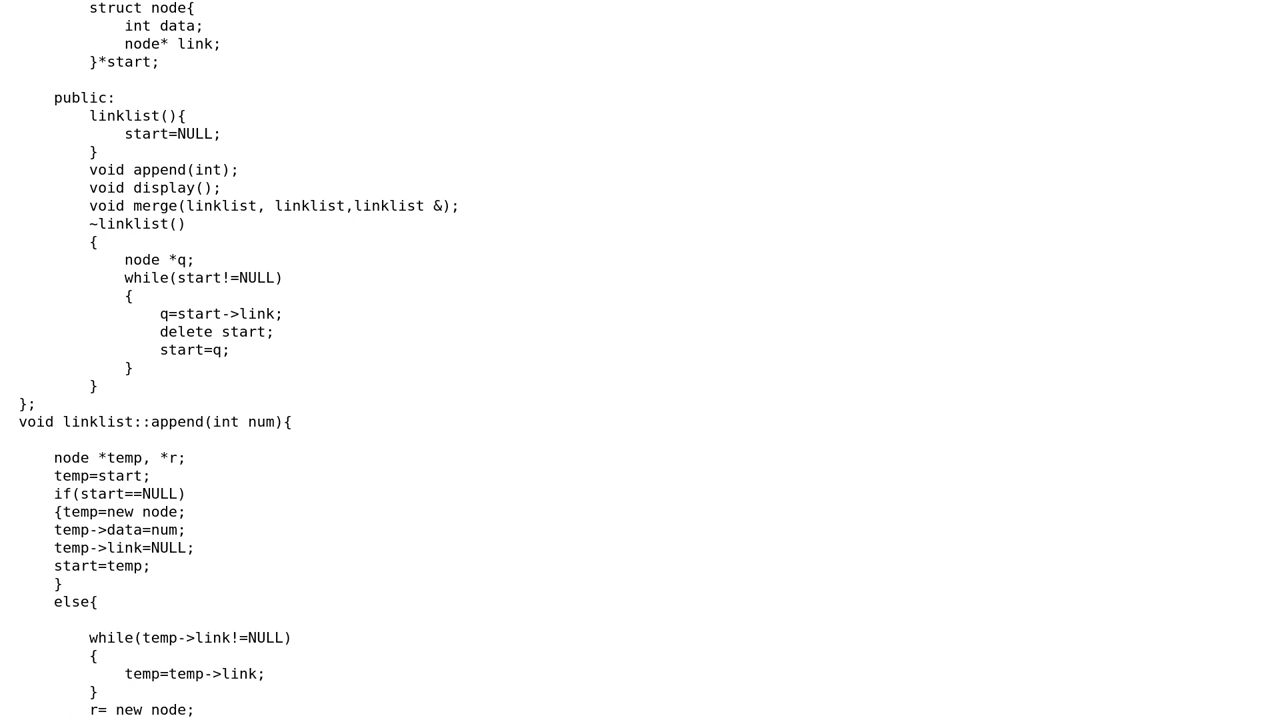 struct node{
int data;
node* link;
}*start;
public:
linklist(){
start=NULL;
}
void append(int);
void display();
void merge(linklist, linklist,linklist &);
~linklist()
{
node *q;
while(start!=NULL)
{
q=start->link;
delete start;
start=q;
}
}
};
void linklist::append(int num){
node *temp, *r;
temp=start;
if(start==NULL)
{temp=new node;
temp->data=num;
temp->link=NULL;
start=temp;
}
else{
while(temp->link!=NULL)
{
temp=temp->link;
}
r= new node;